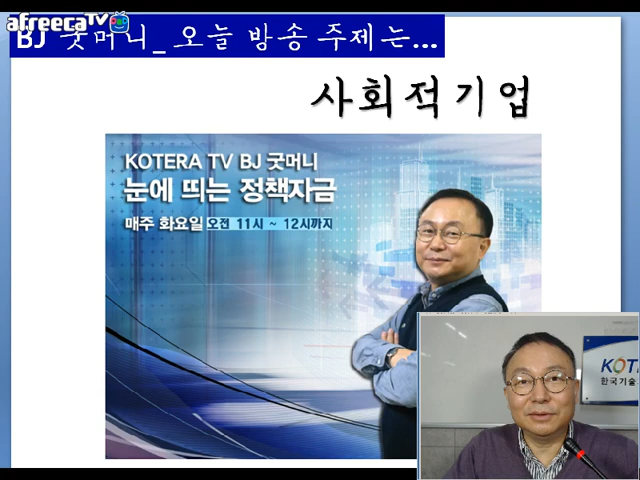 afreecaTV
BJ 굿머니_ 오늘 방송 주제는...
사회적기업
KOTERA TV BJ 굿머니
눈에 띄는 정책자금
매주 화요일 오전 11시 ~ 12시까지
KOTE
한국기술